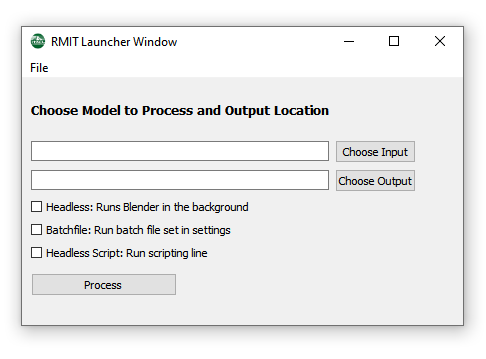 RMIT Launcher Window
File
Choose Model to Process and Output Location
Choose Input
Choose Output
Headless: Runs Blender in the background
Batchfile: Run batch file set in settings
Headless Script: Run scripting line
Process